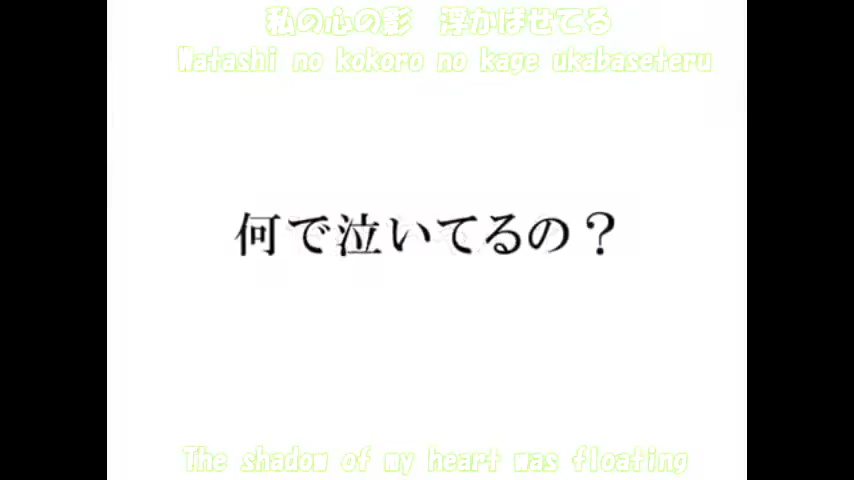 私の心の影　浮かばせてる
Watashi no kokoro no kage ukabaseteru
何で泣いてるの？
The shadow of my heart was floating